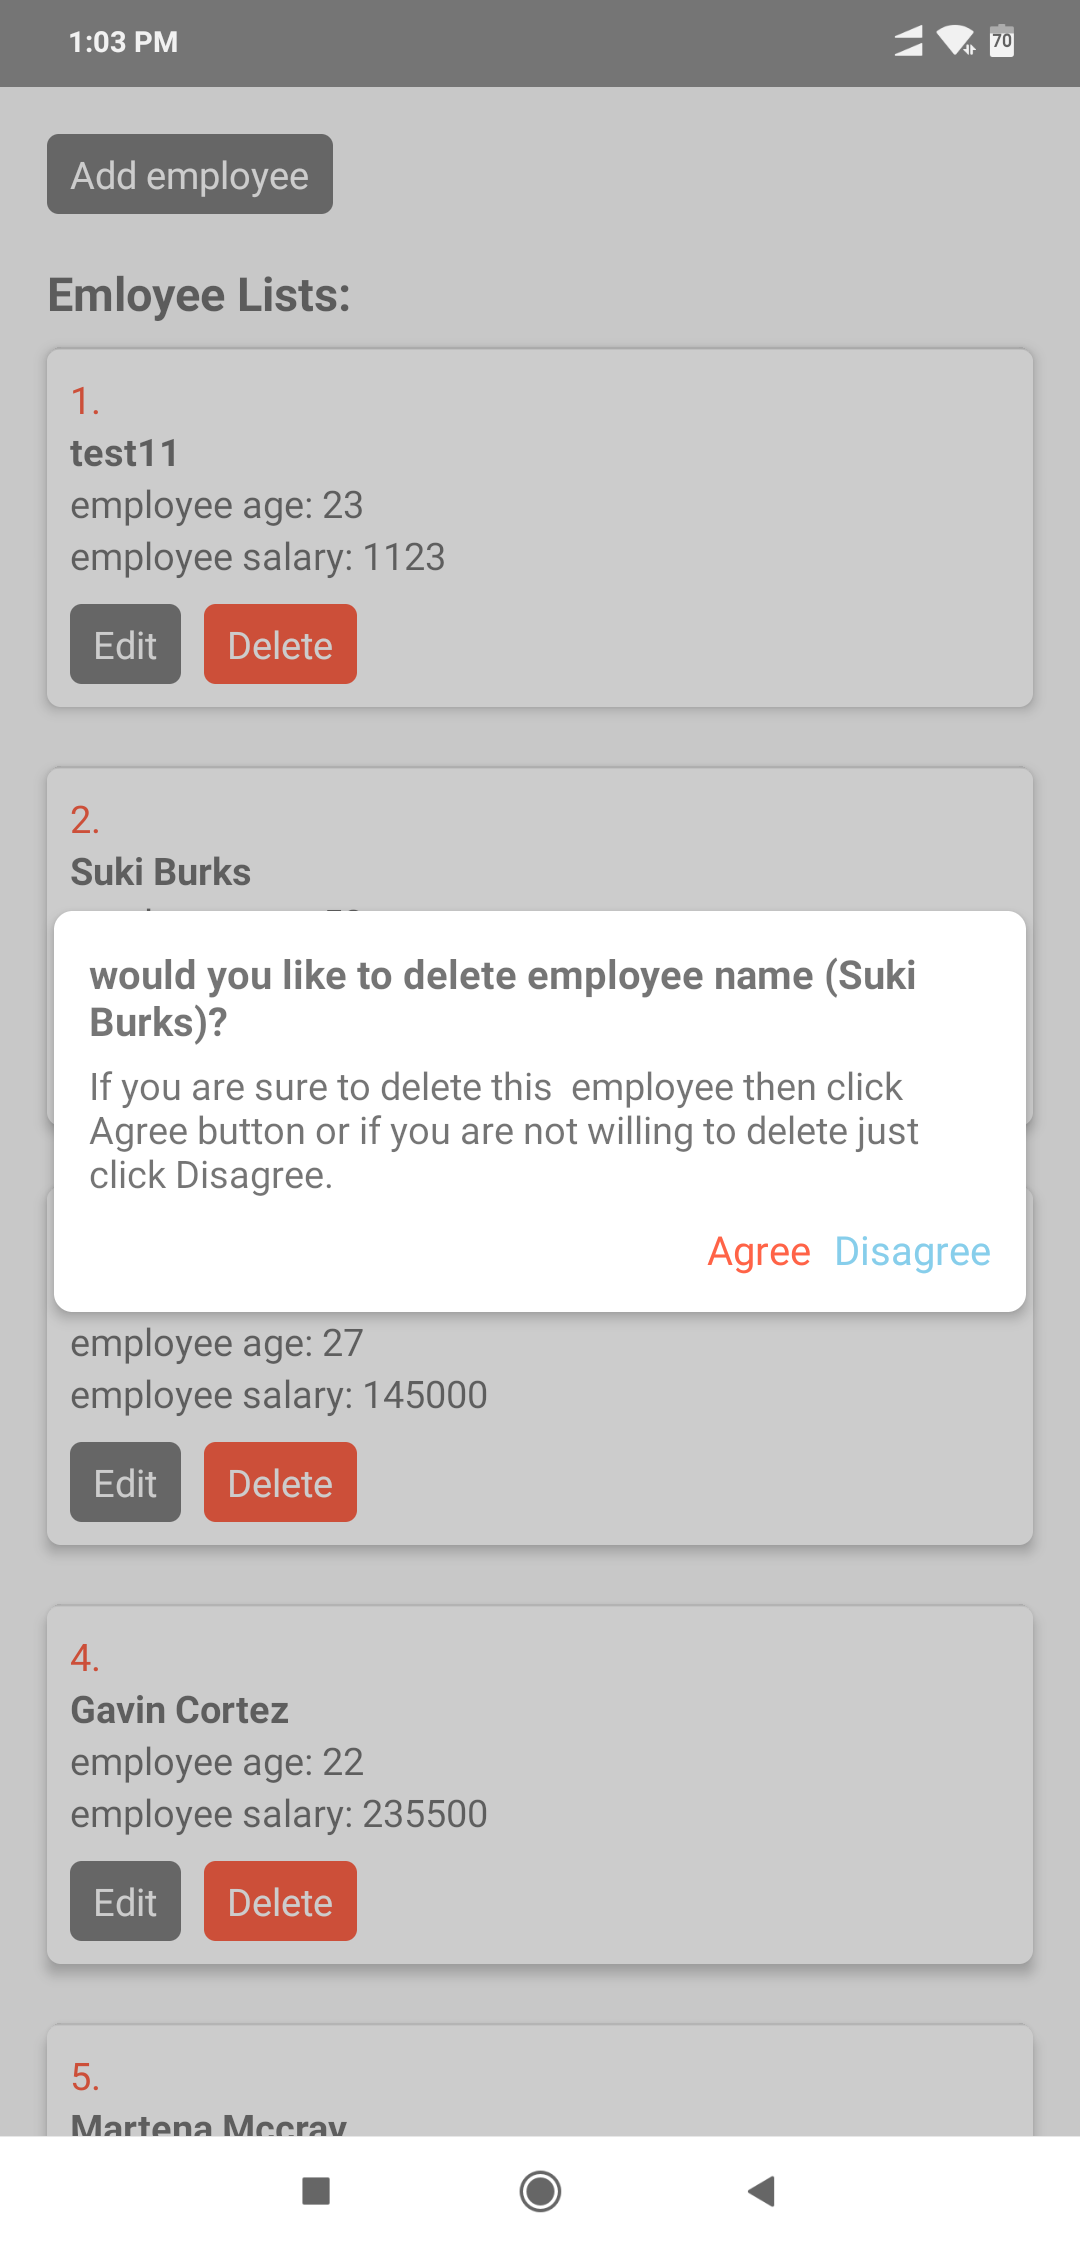 1:03 PM
70
Add employee
Emloyee Lists:
1.
test11
employee age: 23
employee salary: 1123
Edit Delete
2.
Suki Burks
would you like to delete employee name (Suki
Burks)?
If you are sure to delete this  employee then click
Agree button or if you are not willing to delete just
click Disagree.
Agree Disagree
employee age: 27
employee salary: 145000
Edit Delete
4.
Gavin Cortez
employee age: 22
employee salary: 235500
Edit Delete
5.
Martena Mccray